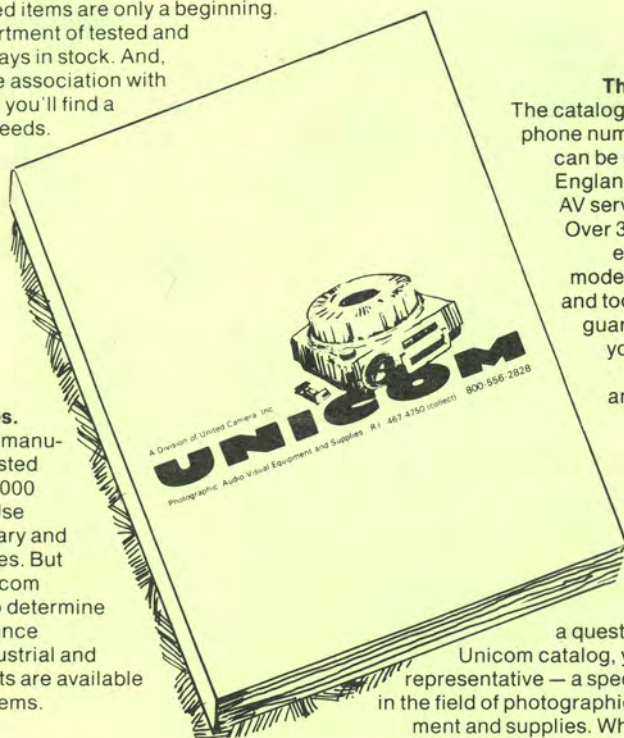 ed items are only a beginning.
rtment of tested and
ays in stock. And,
e association with
you'll find a
eeds.
es.
manu-
sted
000
Use
ary and
es. But
com
o determine
ince
ustrial and
ts are available
ems.
A Division of United Camera Inc.
UNICOM
Photographic Audio Visual Equipment and Supplies R.I. 467-4750 (collect) 800-556-2828
Th
The catalog
phone num
can be
Englan
AV serv
Over 3
e
mode
and too
guar
yo
ar
a quest
Unicom catalog, y
representative — a spec
in the field of photographic
ment and supplies. Wh